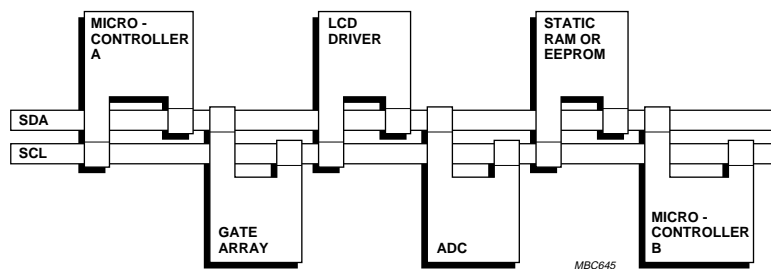 MICRO -
CONTROLLER
A
LCD
DRIVER
STATIC
RAM OR
EEPROM
SDA
SCL
GATE
ARRAY
ADC
MICRO -
CONTROLLER
B
MBC645